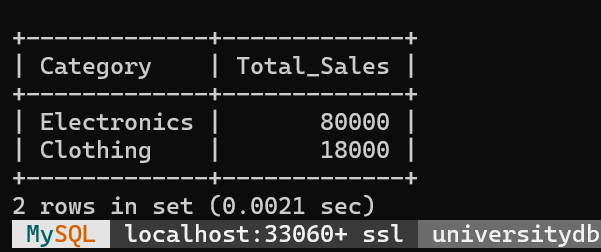 +-------------+-------------+
| Category    | Total_Sales |
+-------------+-------------+
| Electronics |       80000 |
| Clothing    |       18000 |
+-------------+-------------+
2 rows in set (0.0021 sec)
MySQL localhost:33060+ ssl universitydb